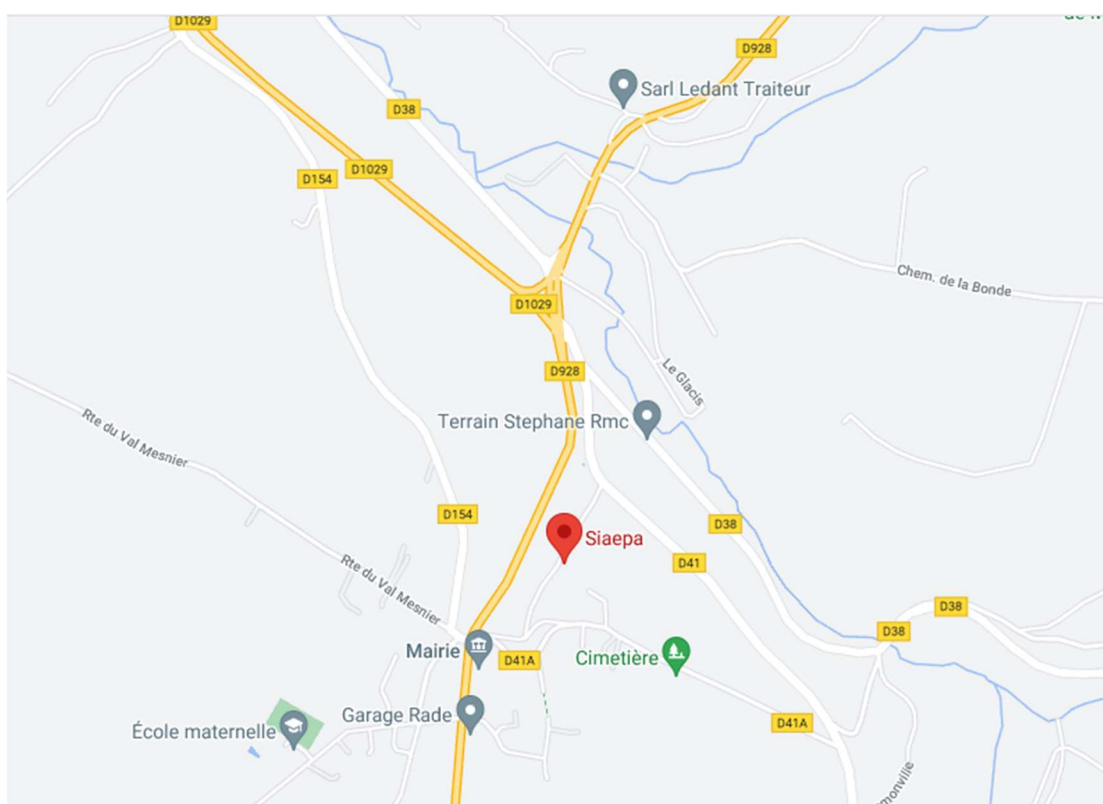 D1029
D928
Sarl Ledant Traiteur
D38
D1029
D154
Chem. de la Bonde
D1029
D928
Le Glacis
Terrain Stephane Rmc
Rte du Val Mesnier
D154
D38
Siaepa
D41
Rte du Val Mesnier
D38
D38
Mairie
D41A
Cimetière
Garage Rade
D41A
École maternelle